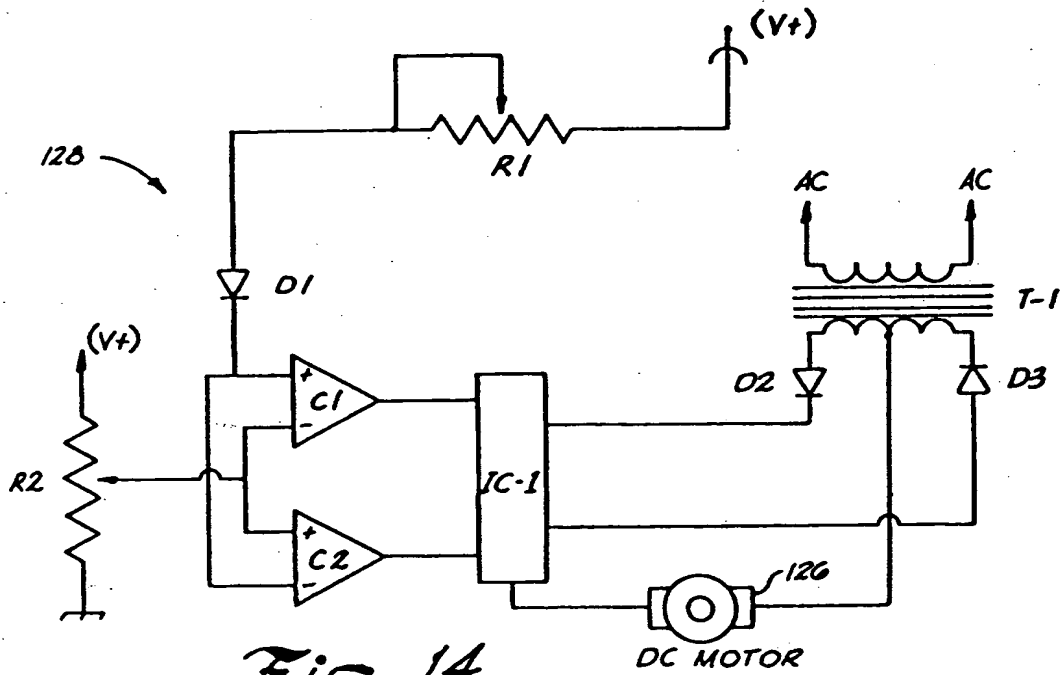 (V+)
R1
128
AC AC
D1
T-1
(V+)
+
C1
-
D2
D3
R2
IC-1
+
C2
-
126
DC MOTOR
Fig. 14